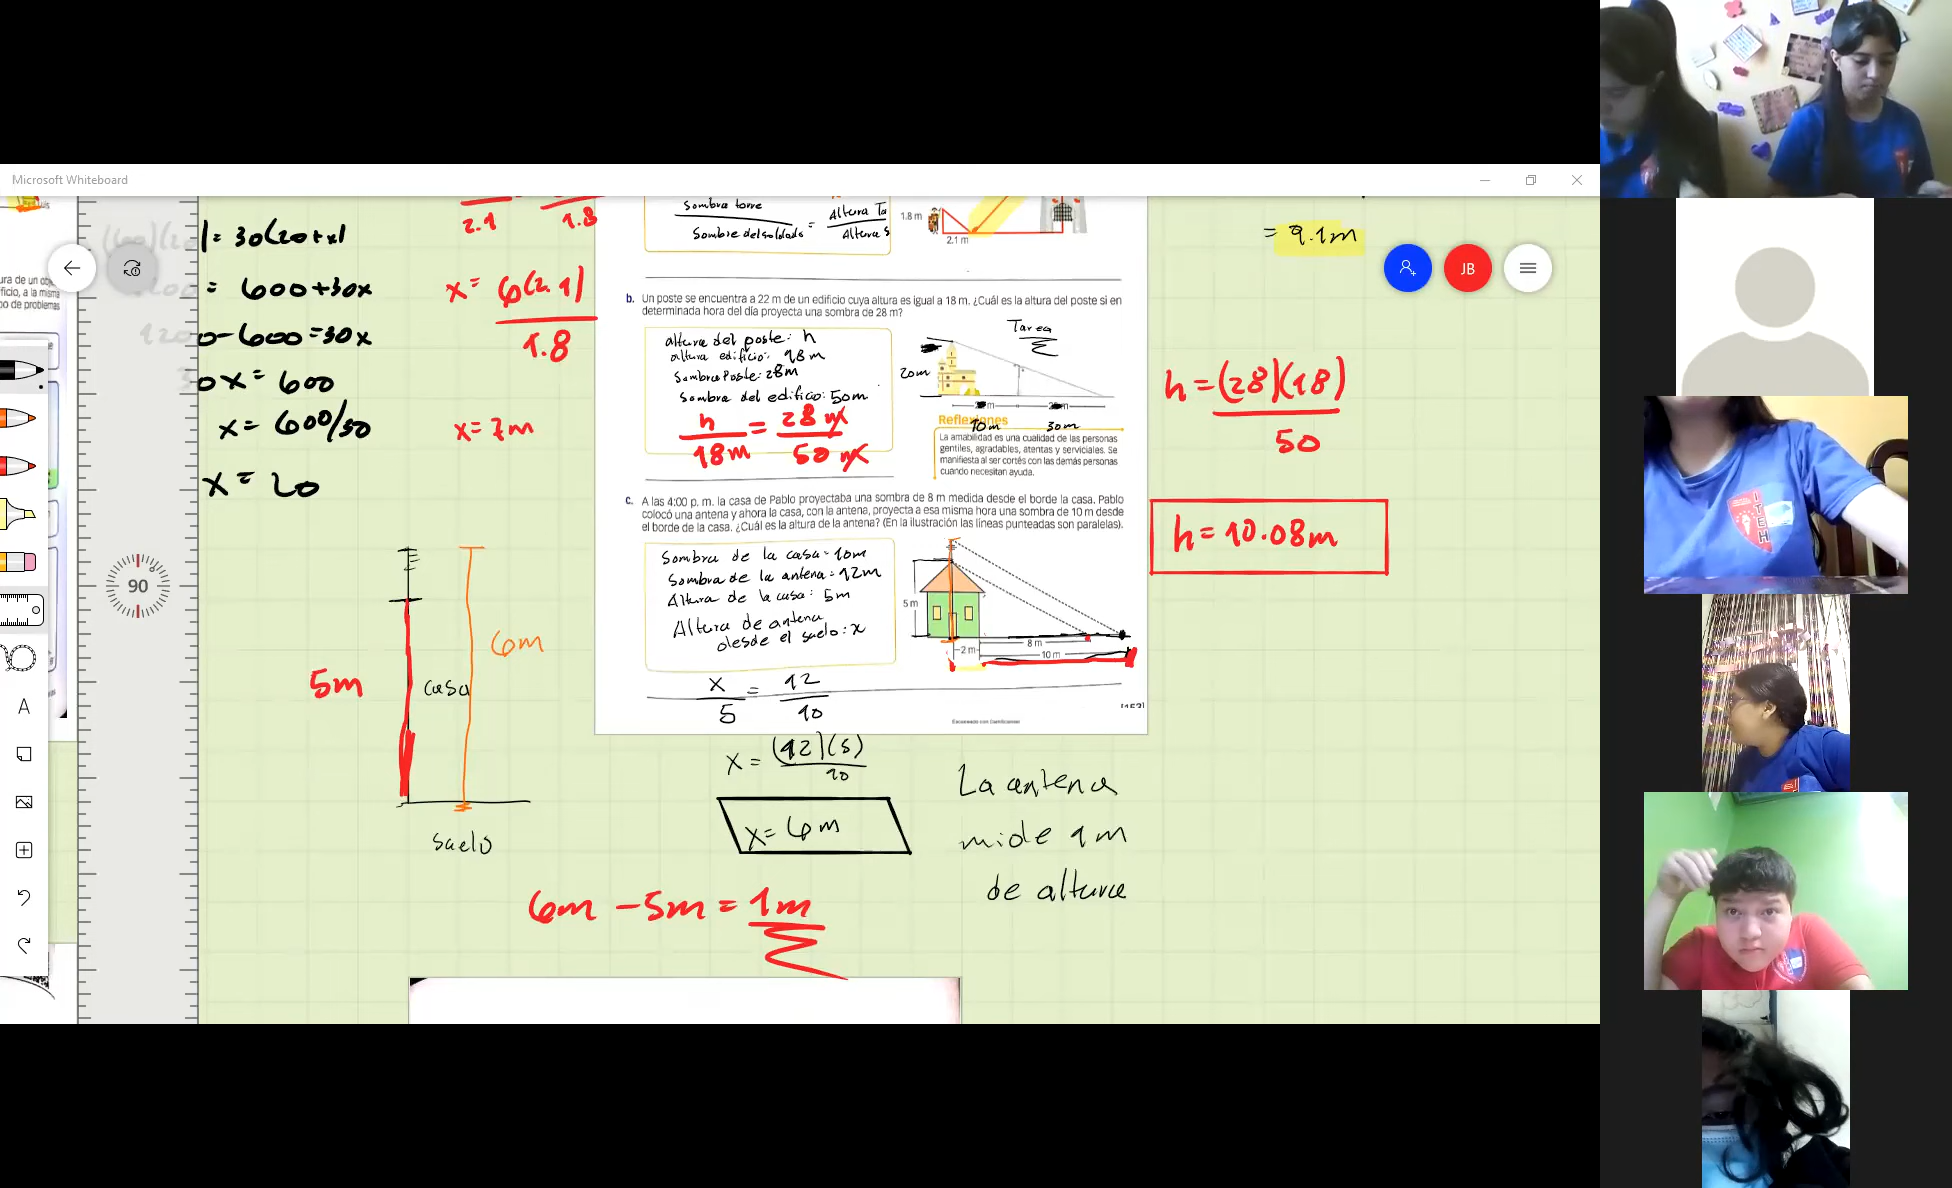 Microsoft Whiteboard
= 30(20+x)
= 600+30x
-600=30x
x= 600
x= 600/30
x= 20
2.1
1.8
x= 6(2.1)
1.8
x= 7m
Sombra torre
Sombra del soldado
=
Altura To
Altura s
1.8 m
2.1 m
= 9.1m
JB
b. Un poste se encuentra a 22 m de un edificio cuya altura es igual a 18 m. ¿Cuál es la altura del poste si en
determinada hora del día proyecta una sombra de 28 m?
altura del poste: h
altura edificio: 18m
Sombra Poste: 28m
Sombra del edificio: 50m
h = 28 m
18m 50 m
Tarea
20m
10m 30m
Reflexiones
La amabilidad es una cualidad de las personas
gentiles, agradables, atentas y serviciales. Se
manifiesta al ser cortés con las demás personas
cuando necesitan ayuda.
h = (28)(18)
50
h= 10.08m
c. A las 4:00 p. m. la casa de Pablo proyectaba una sombra de 8 m medida desde el borde la casa. Pablo
colocó una antena y ahora la casa, con la antena, proyecta a esa misma hora una sombra de 10 m desde
el borde de la casa. ¿Cuál es la altura de la antena? (En la ilustración las líneas punteadas son paralelas).
Sombra de la casa: 10m
Sombra de la antena: 12m
Altura de la casa: 5m
Altura de antena
desde el suelo: x
5 m
8 m
2 m
10 m
x = 12
5 10
Escaneado con CamScanner
x = (12)(5)
10
x= 6m
La antena
mide 1m
de altura
5m
casa
6m
suelo
6m - 5m = 1m
90
A
ITEH